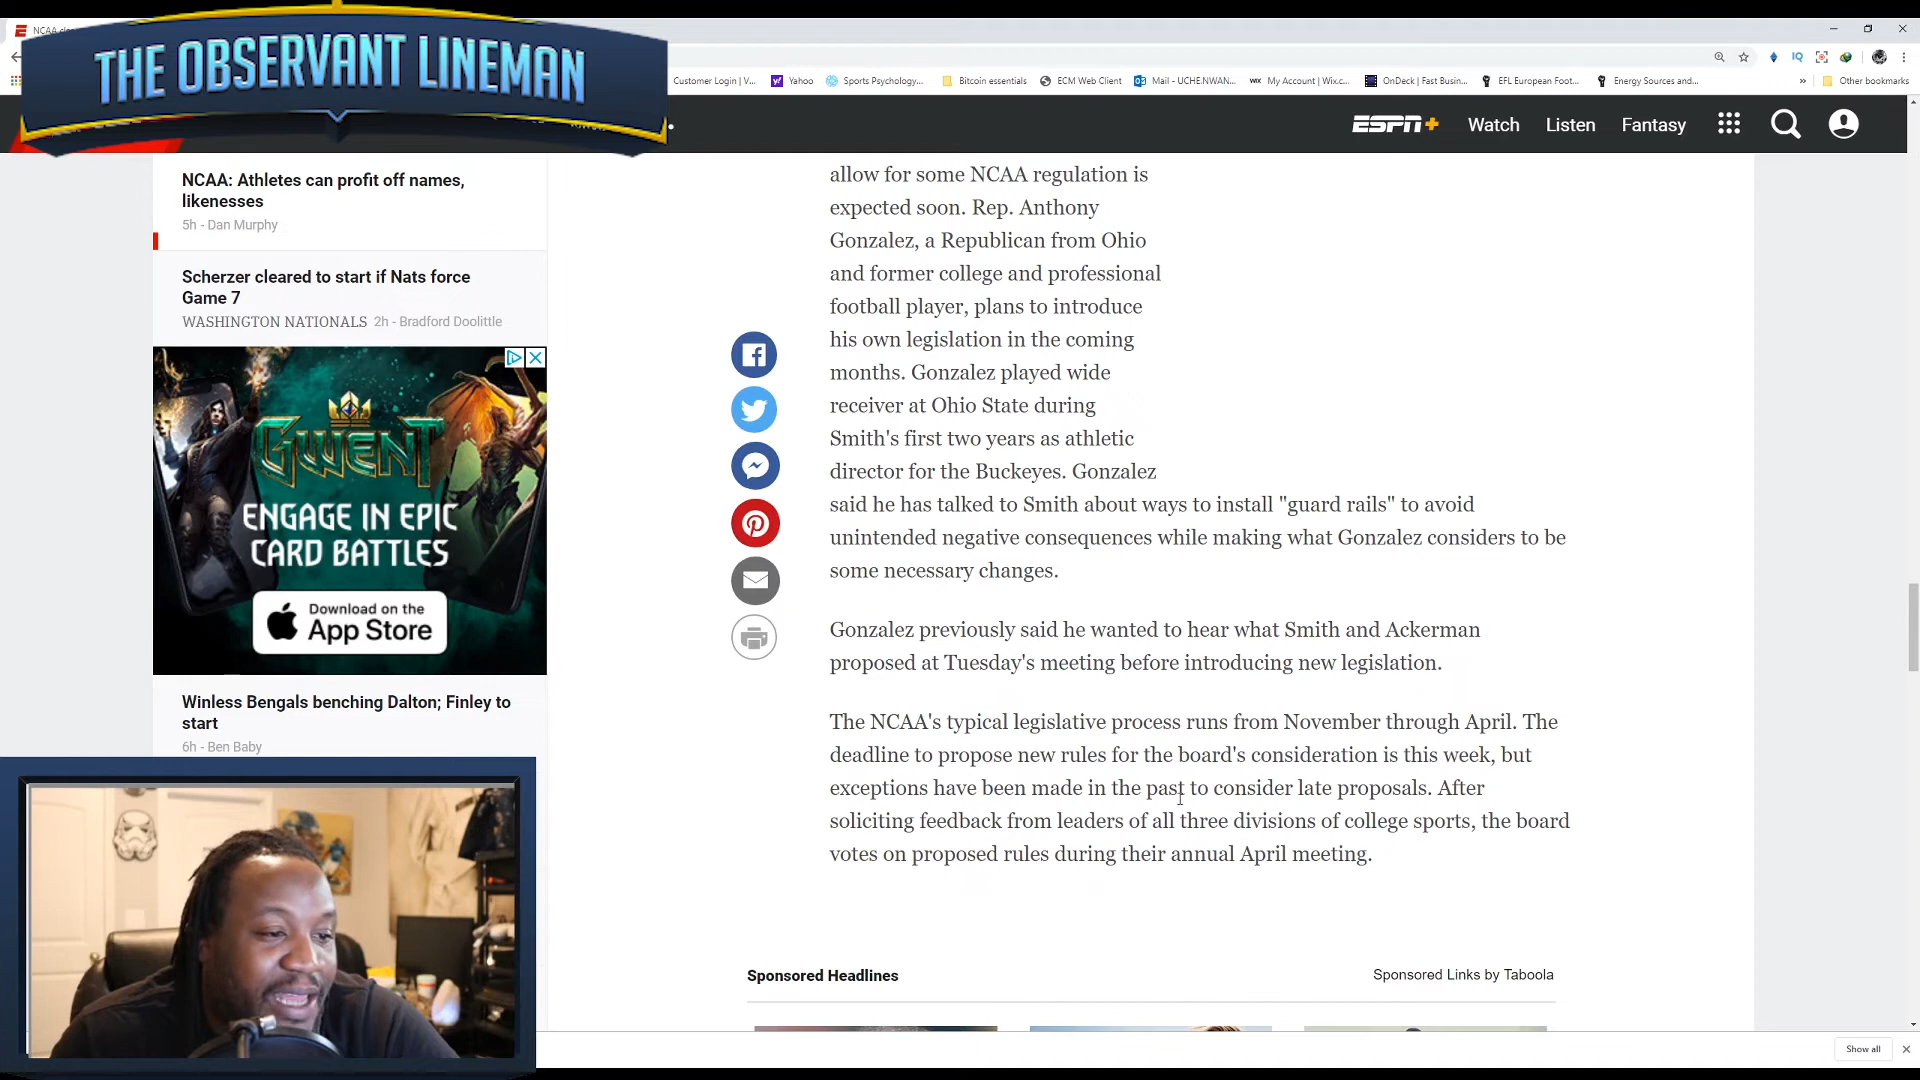 THE OBSERVANT LINEMAN
Customer Login | V...
Yahoo
Sports Psychology...
Bitcoin essentials
ECM Web Client
Mail - UCHE.NWAN...
WIX My Account | Wix.c...
OnDeck | Fast Busin...
EFL European Foot...
Energy Sources and...
»
Other bookmarks
IQ
ESPN+
Watch
Listen
Fantasy
NCAA: Athletes can profit off names,
likenesses
5h - Dan Murphy
Scherzer cleared to start if Nats force
Game 7
WASHINGTON NATIONALS 2h - Bradford Doolittle
GWENT
ENGAGE IN EPIC
CARD BATTLES
Download on the
App Store
Winless Bengals benching Dalton; Finley to
start
6h - Ben Baby
allow for some NCAA regulation is
expected soon. Rep. Anthony
Gonzalez, a Republican from Ohio
and former college and professional
football player, plans to introduce
his own legislation in the coming
months. Gonzalez played wide
receiver at Ohio State during
Smith's first two years as athletic
director for the Buckeyes. Gonzalez
said he has talked to Smith about ways to install "guard rails" to avoid
unintended negative consequences while making what Gonzalez considers to be
some necessary changes.
Gonzalez previously said he wanted to hear what Smith and Ackerman
proposed at Tuesday's meeting before introducing new legislation.
The NCAA's typical legislative process runs from November through April. The
deadline to propose new rules for the board's consideration is this week, but
exceptions have been made in the past to consider late proposals. After
soliciting feedback from leaders of all three divisions of college sports, the board
votes on proposed rules during their annual April meeting.
Sponsored Headlines
Sponsored Links by Taboola
Show all